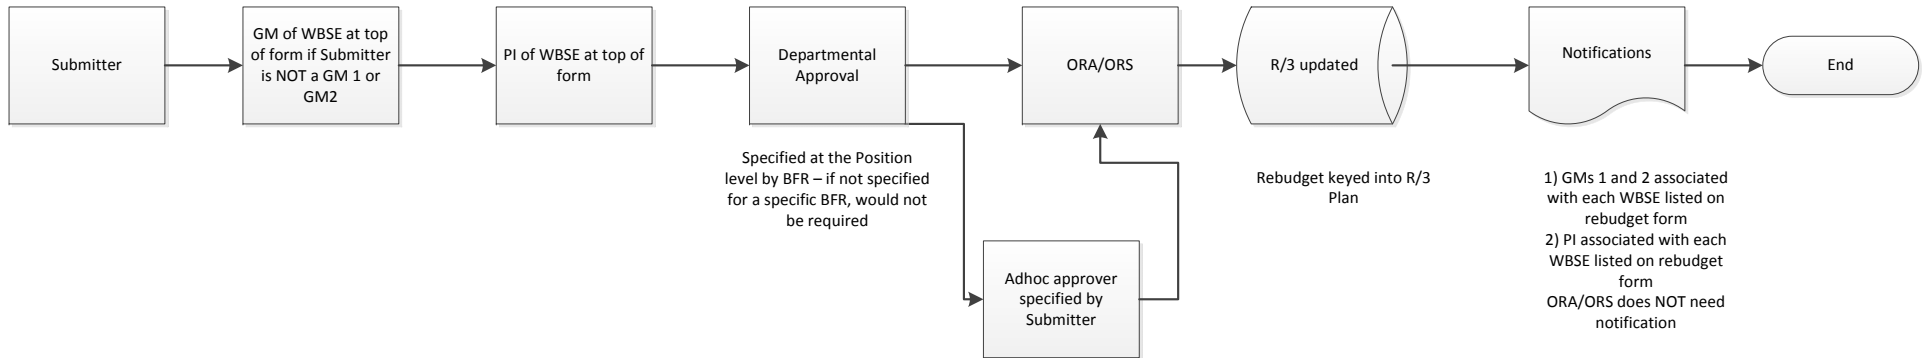 Submitter
GM of WBSE at top
of form if Submitter
is NOT a GM 1 or
GM2
PI of WBSE at top of
form
Departmental
Approval
ORA/ORS
R/3 updated
Notifications
End
Specified at the Position
level by BFR – if not specified
for a specific BFR, would not
be required
Rebudget keyed into R/3
Plan
1) GMs 1 and 2 associated
with each WBSE listed on
rebudget form
2) PI associated with each
WBSE listed on rebudget
form
ORA/ORS does NOT need
notification
Adhoc approver
specified by
Submitter